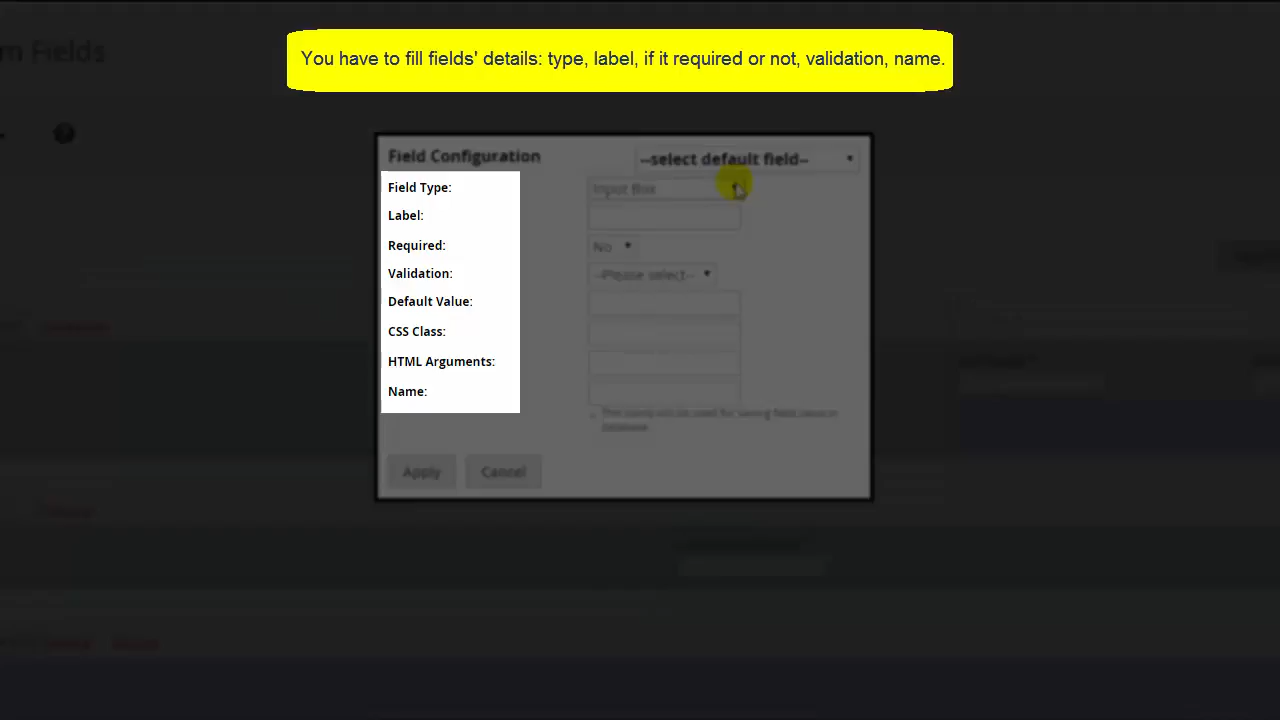 You have to fill fields' details: type, label, if it required or not, validation, name.
m Fields
Field Configuration
--select default field--
Field Type:
Input Box
Label:
Required:
No
Validation:
--Please select--
Default Value:
CSS Class:
HTML Arguments:
Name:
Apply
Cancel